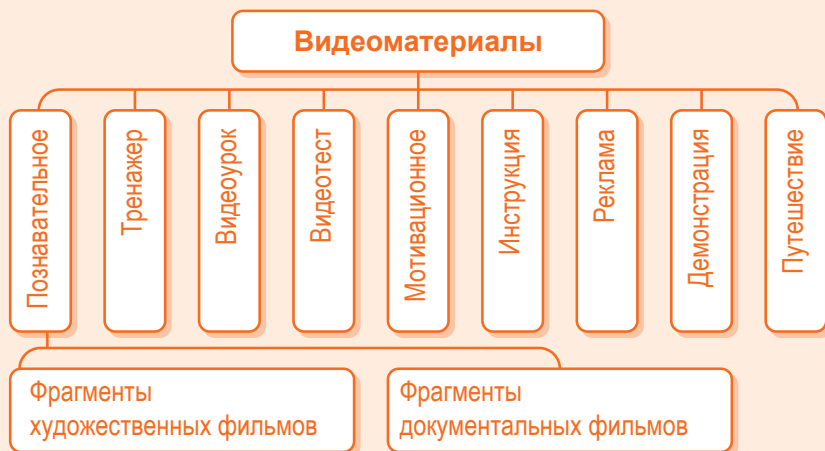 Видеоматериалы
Познавательное
Тренажер
Видеоурок
Видеотест
Мотивационное
Инструкция
Реклама
Демонстрация
Путешествие
Фрагменты
художественных фильмов
Фрагменты
документальных фильмов